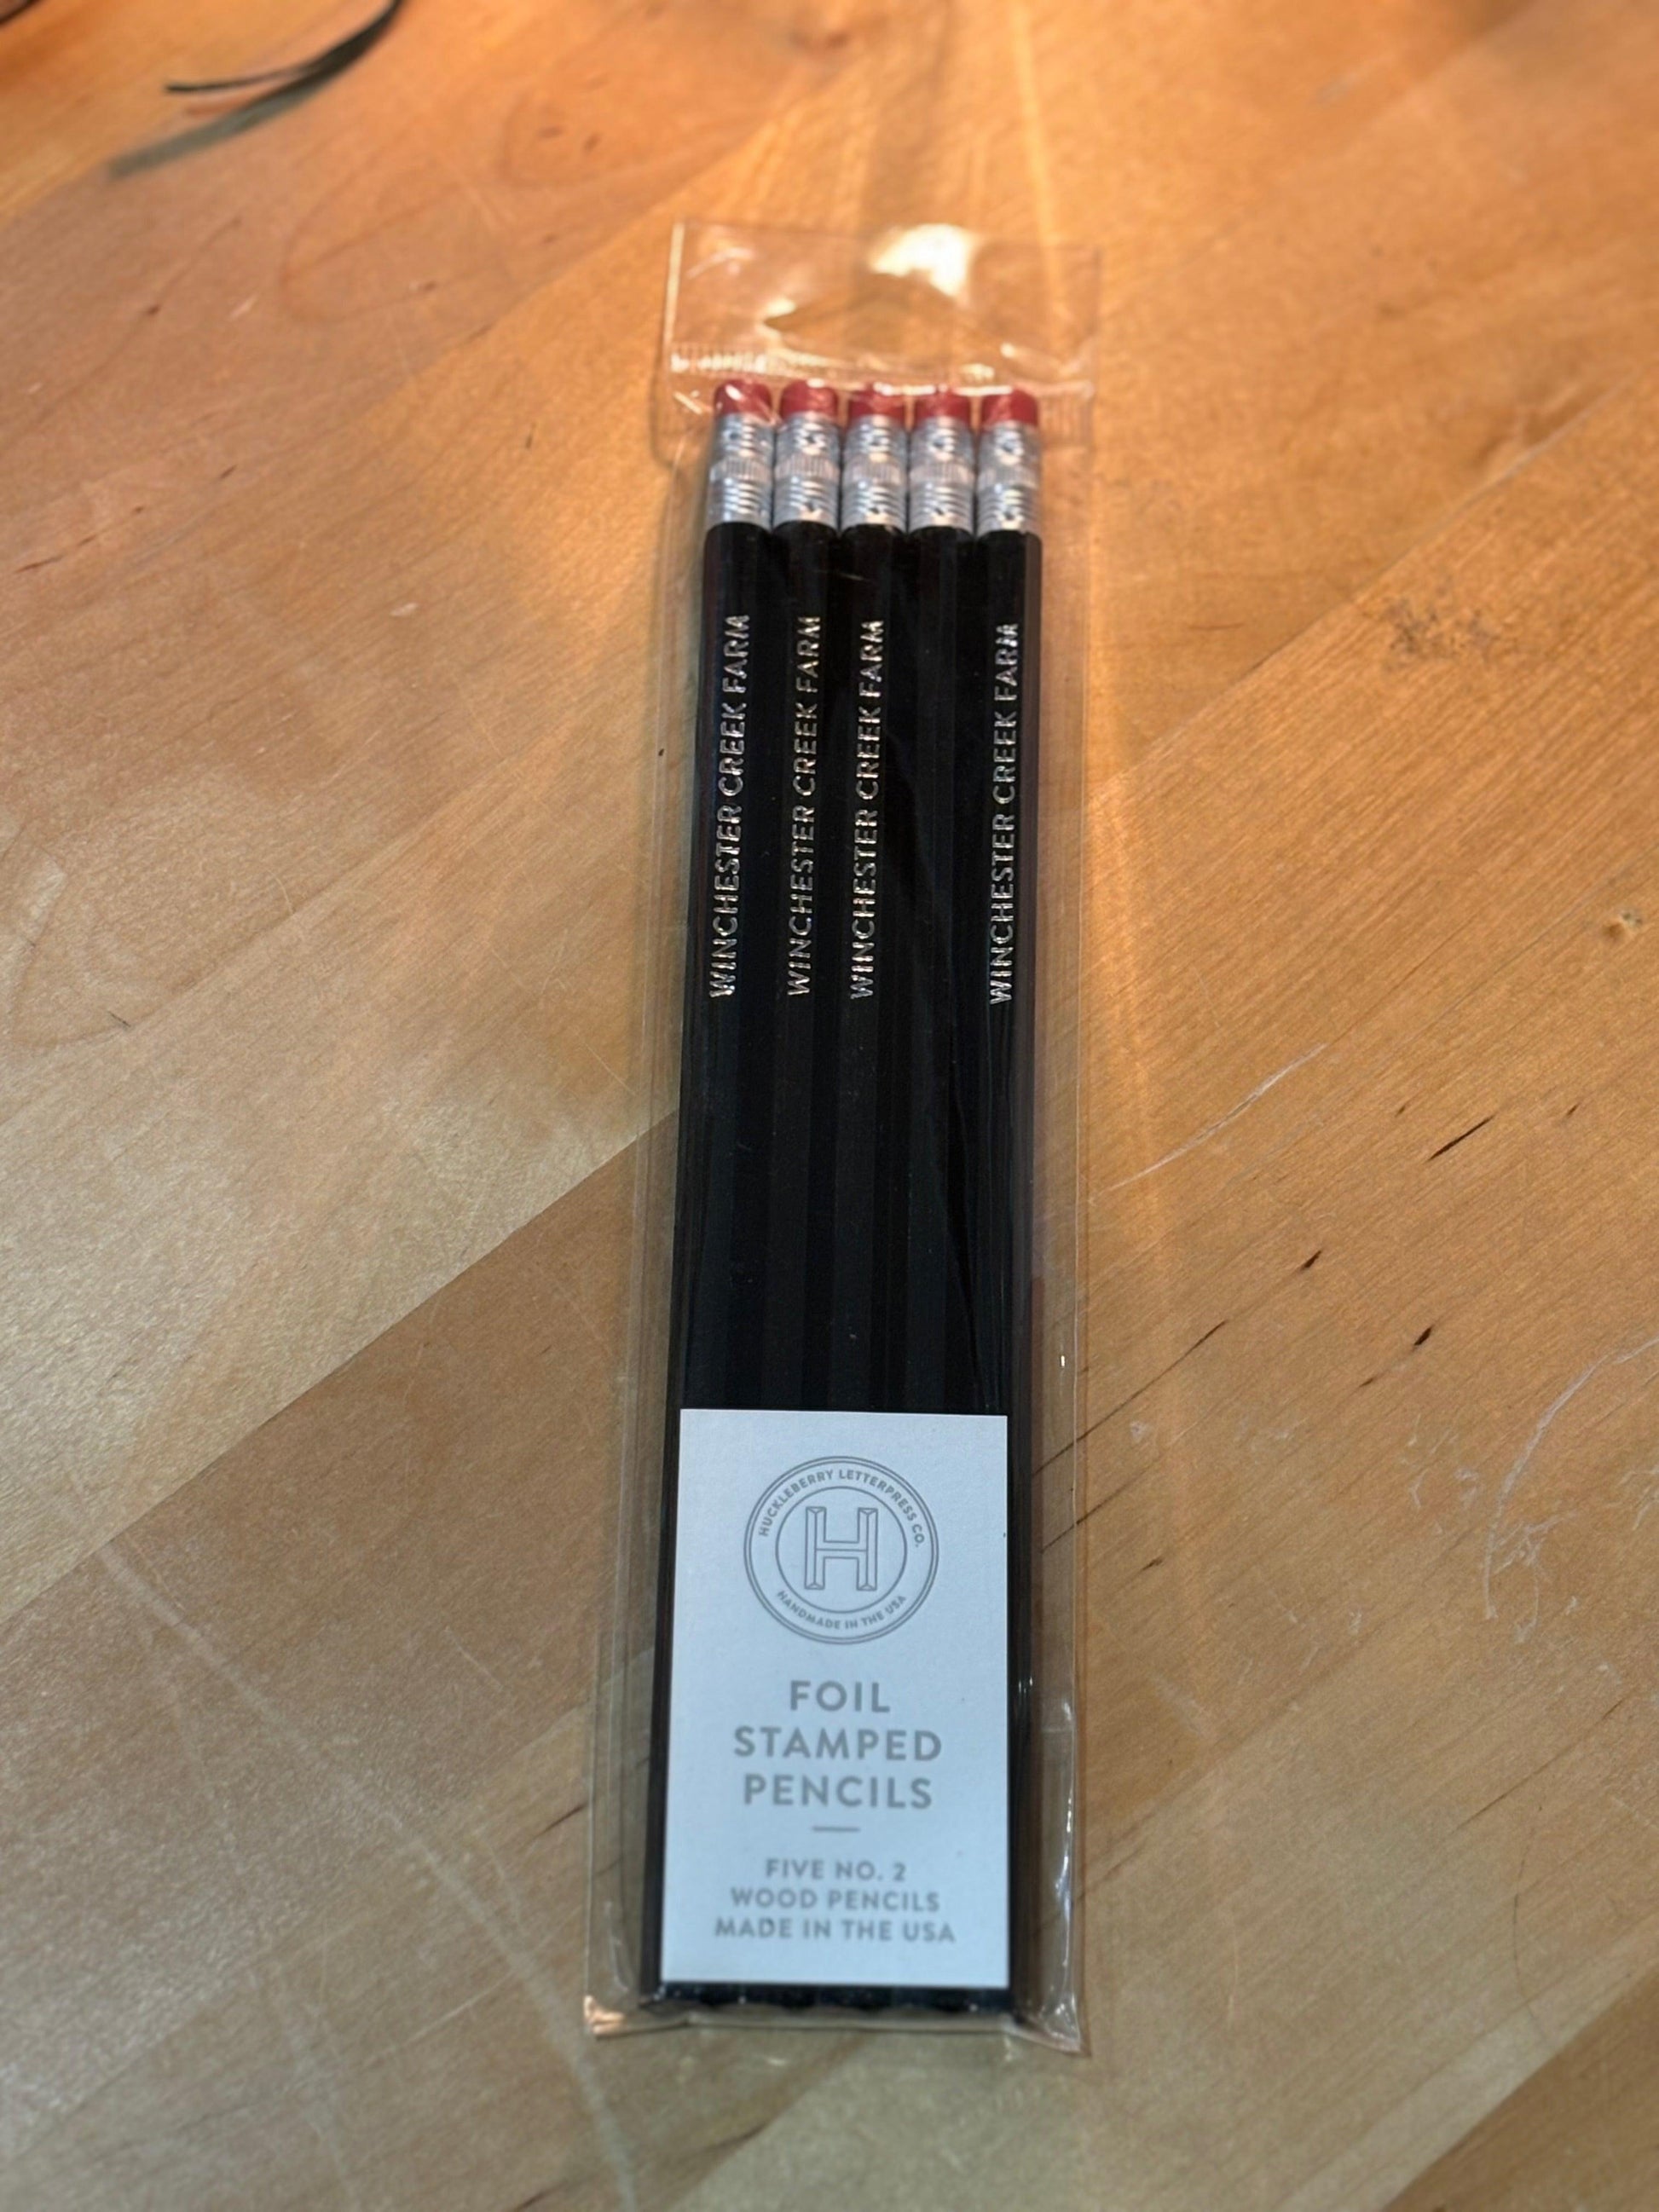 WINCHESTER CREEK FARM
WINCHESTER CREEK FARM
WINCHESTER CREEK FARM
WINCHESTER CREEK FARM
HUCKLEBERRY LETTERPRESS CO.
H
HANDMADE IN THE USA
FOIL
STAMPED
PENCILS
FIVE NO. 2
WOOD PENCILS
MADE IN THE USA